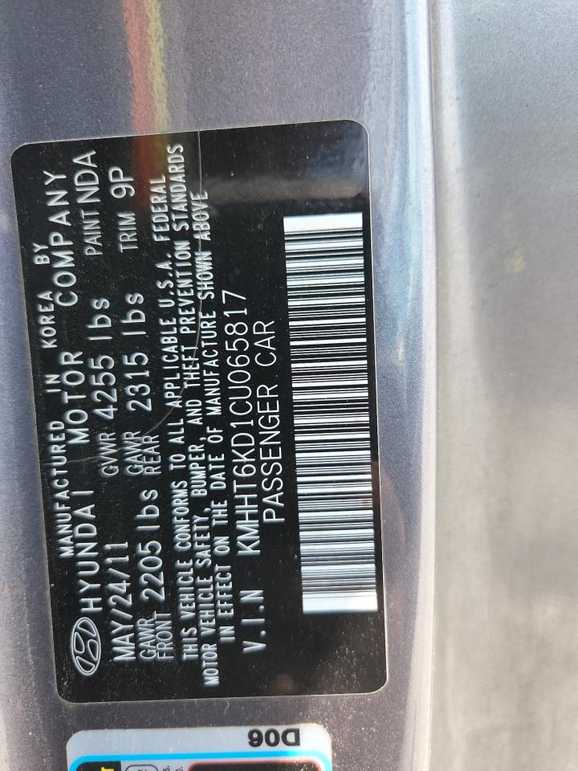 MANUFACTURED IN KOREA BY
HYUNDAI MOTOR COMPANY
MAY/24/11 GVWR 4255 lbs PAINT NDA
GAWR FRONT 2205 lbs GAWR REAR 2315 lbs TRIM 9P
THIS VEHICLE CONFORMS TO ALL APPLICABLE U.S.A. FEDERAL
MOTOR VEHICLE SAFETY, BUMPER, AND THEFT PREVENTION STANDARDS
IN EFFECT ON THE DATE OF MANUFACTURE SHOWN ABOVE
V.I.N KMHHT6KD1CU065817
PASSENGER CAR
D06